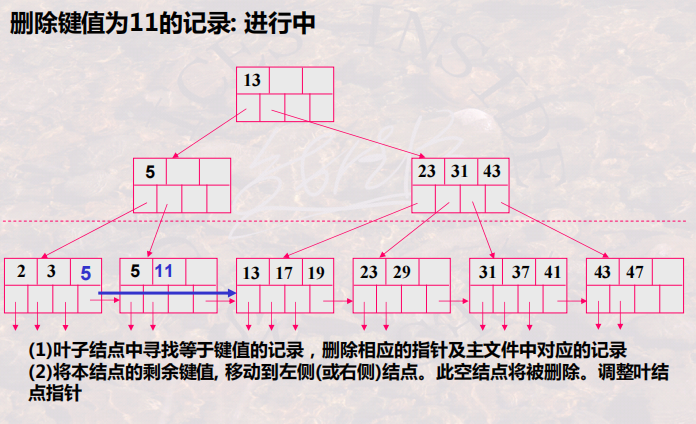 删除键值为11的记录: 进行中
13
5
23 31 43
2 3 5
5 11
13 17 19
23 29
31 37 41
43 47
(1)叶子结点中寻找等于键值的记录，删除相应的指针及主文件中对应的记录
(2)将本结点的剩余键值, 移动到左侧(或右侧)结点。此空结点将被删除。调整叶结
点指针